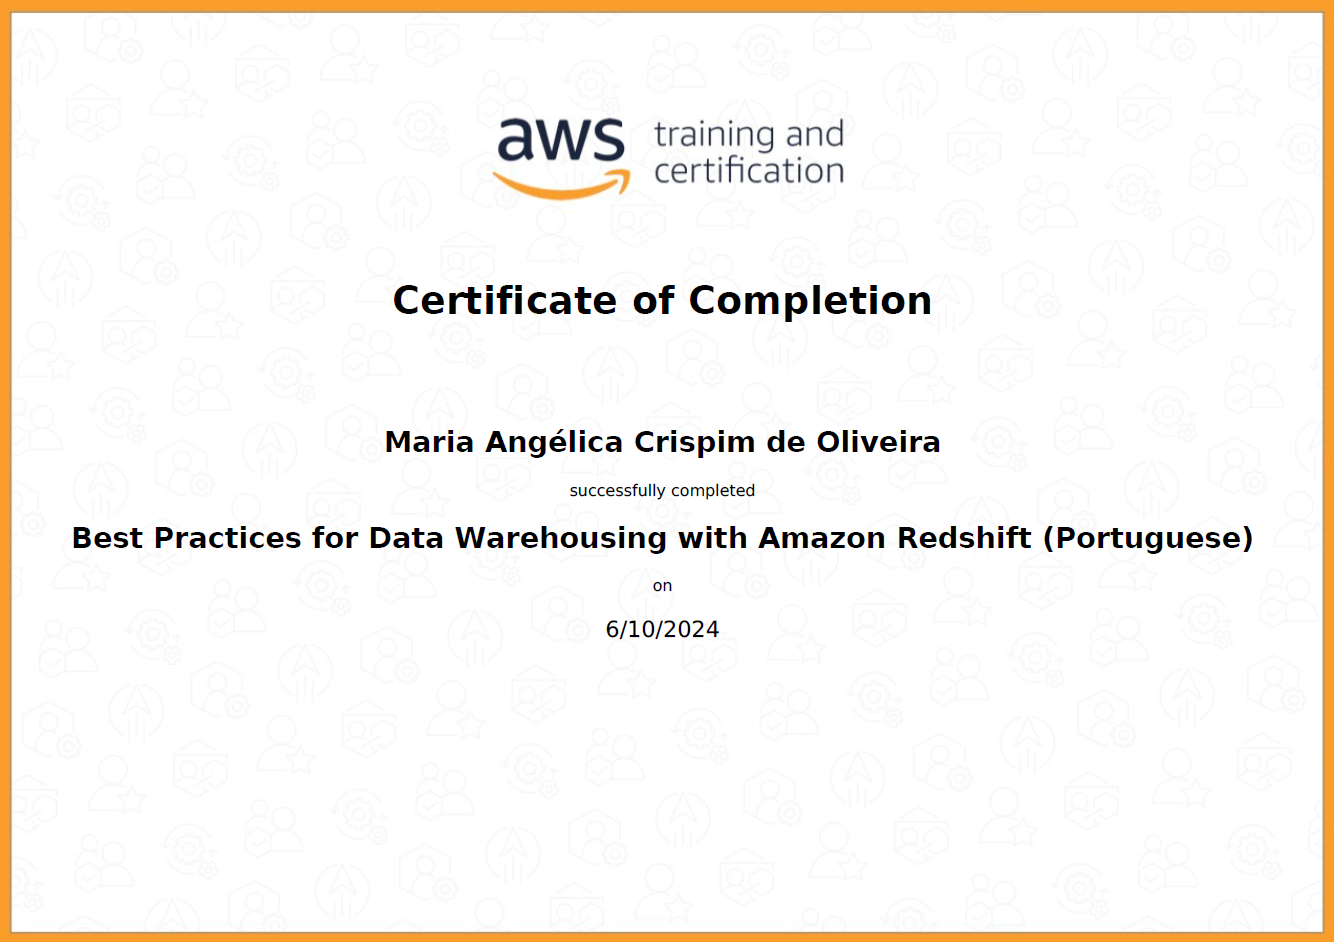 aws training and
certification
Certificate of Completion
Maria Angélica Crispim de Oliveira
successfully completed
Best Practices for Data Warehousing with Amazon Redshift (Portuguese)
on
6/10/2024